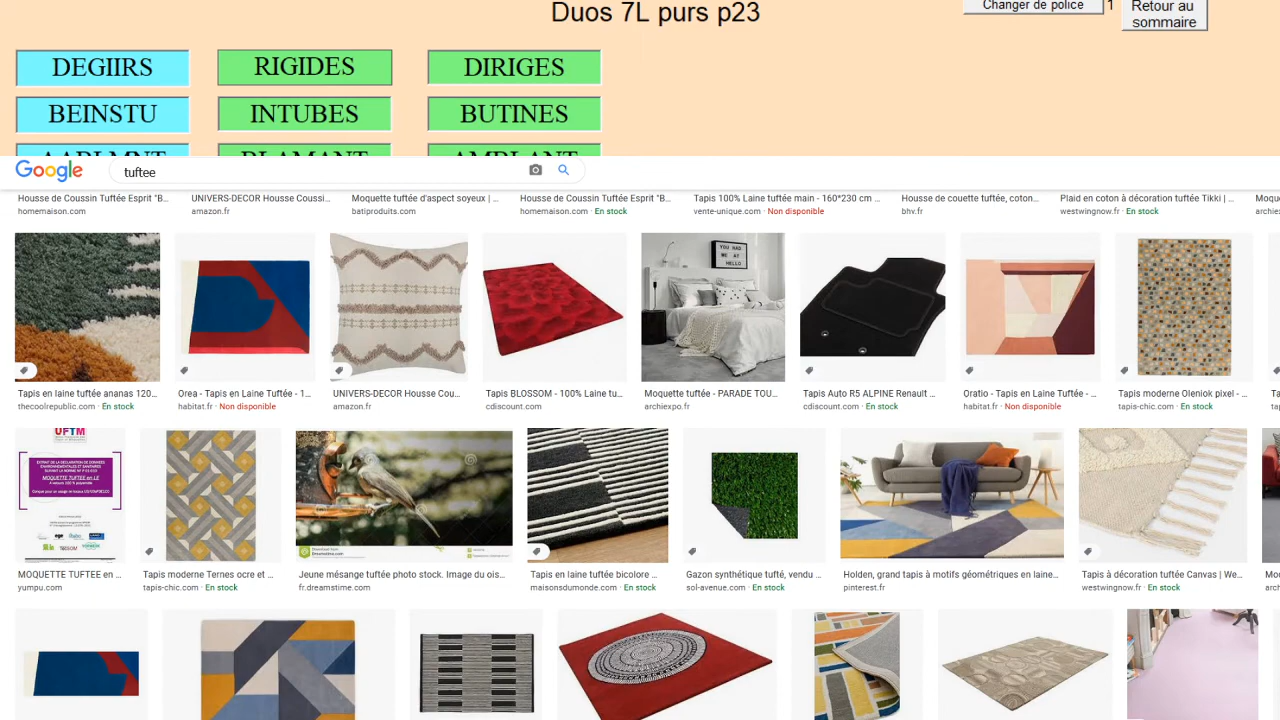 Duos 7L purs p23
Changer de police
1
Retour au
sommaire
DEGIIRS RIGIDES DIRIGES
BEINSTU INTUBES BUTINES
Google tuftee
Housse de Coussin Tuftée Esprit "B...
homemaison.com
UNIVERS-DECOR Housse Coussi...
amazon.fr
Moquette tuftée d'aspect soyeux | ...
batiproduits.com
Housse de Coussin Tuftée Esprit "B...
homemaison.com · En stock
Tapis 100% Laine tuftée main - 160*230 cm ...
vente-unique.com · Non disponible
Housse de couette tuftée, coton...
bhv.fr
Plaid en coton à décoration tuftée Tikki | ...
westwingnow.fr · En stock
YOU HAD
ME AT
HELLO
Tapis en laine tuftée ananas 120...
thecoolrepublic.com · En stock
Orea - Tapis en Laine Tuftée - 1...
habitat.fr · Non disponible
UNIVERS-DECOR Housse Cou...
amazon.fr
Tapis BLOSSOM - 100% Laine tu...
cdiscount.com
Moquette tuftée - PARADE TOU...
archiexpo.fr
Tapis Auto R5 ALPINE Renault ...
cdiscount.com · En stock
Oratio - Tapis en Laine Tuftée - ...
habitat.fr · Non disponible
Tapis moderne Oleniok pixel - ...
tapis-chic.com · En stock
UFTM
MOQUETTE TUFTEE en LE
MOQUETTE TUFTEE en ...
yumpu.com
Tapis moderne Ternes ocre et ...
tapis-chic.com · En stock
Jeune mésange tuftée photo stock. Image du ois...
fr.dreamstime.com
Tapis en laine tuftée bicolore ...
maisonsdumonde.com · En stock
Gazon synthétique tufté, vendu ...
sol-avenue.com · En stock
Holden, grand tapis à motifs géométriques en laine...
pinterest.fr
Tapis à décoration tuftée Canvas | We...
westwingnow.fr · En stock